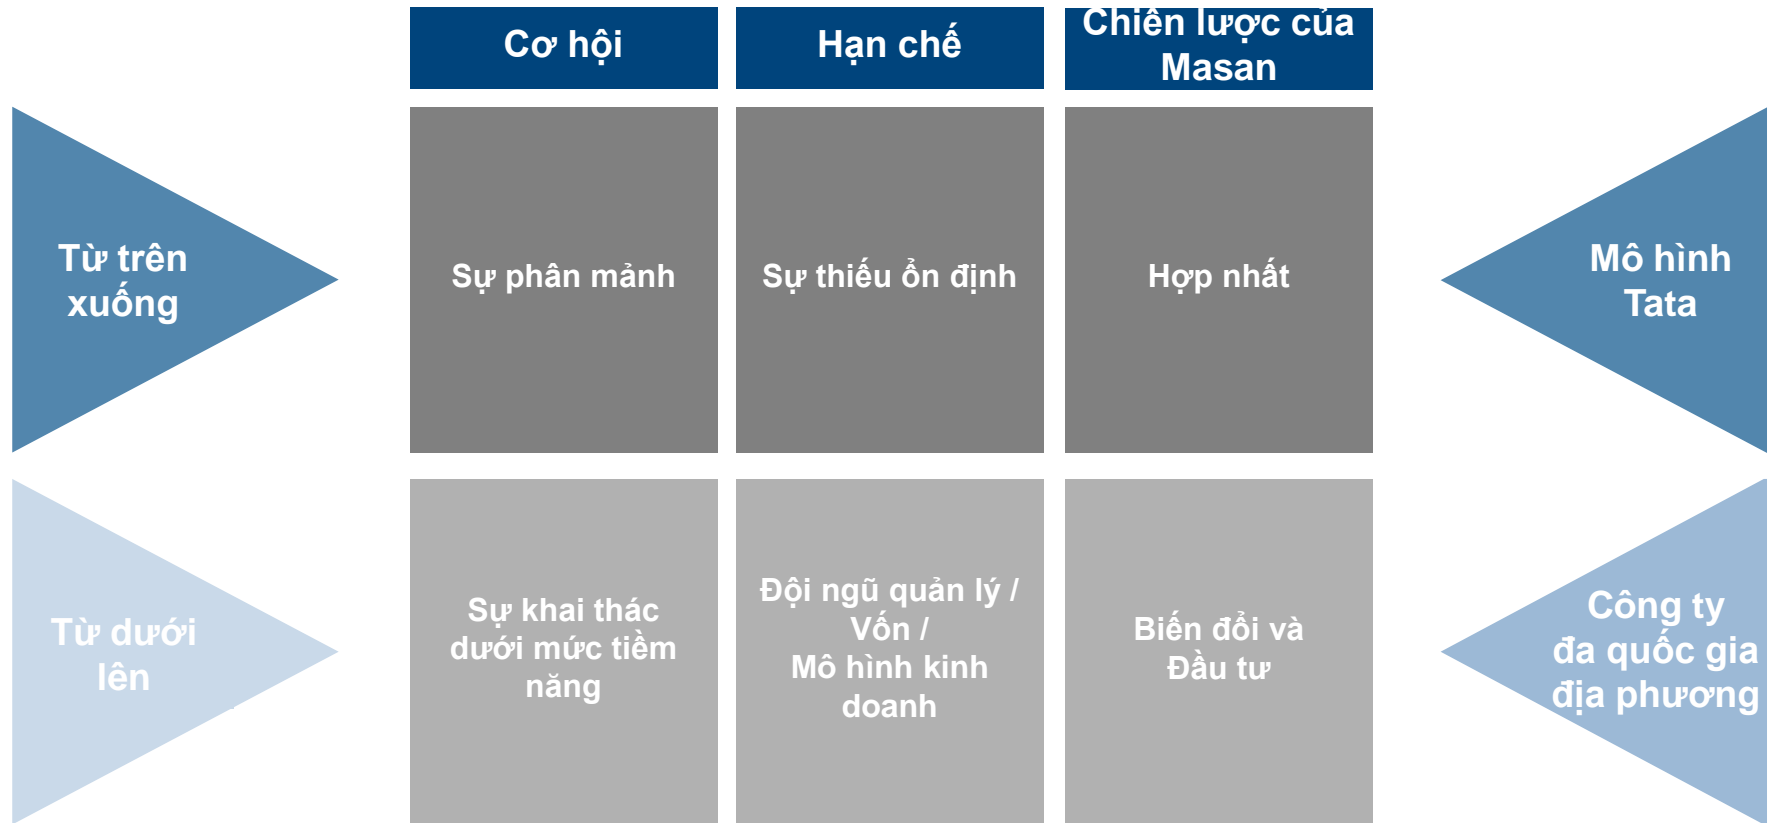 Cơ hội
Hạn chế
Chiến lược của
Masan
Từ trên
xuống
Sự phân mảnh
Sự thiếu ổn định
Hợp nhất
Mô hình
Tata
Từ dưới
lên
Sự khai thác
dưới mức tiềm
năng
Đội ngũ quản lý /
Vốn /
Mô hình kinh
doanh
Biến đổi và
Đầu tư
Công ty
đa quốc gia
địa phương